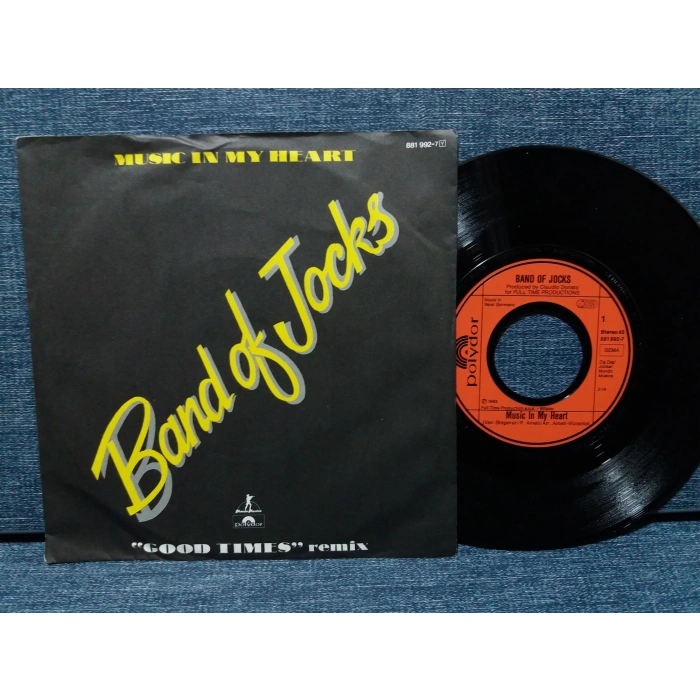 MUSIC IN MY HEART
881 992-7 Y
Band of Jocks
polydor
"GOOD TIMES" remix
BAND OF JOCKS
Produced by Claudio Donato
for FULL TIME PRODUCTIONS
Made in
West Germany
1
Stereo 45
881 992-7
GEMA
polydor
Music In My Heart